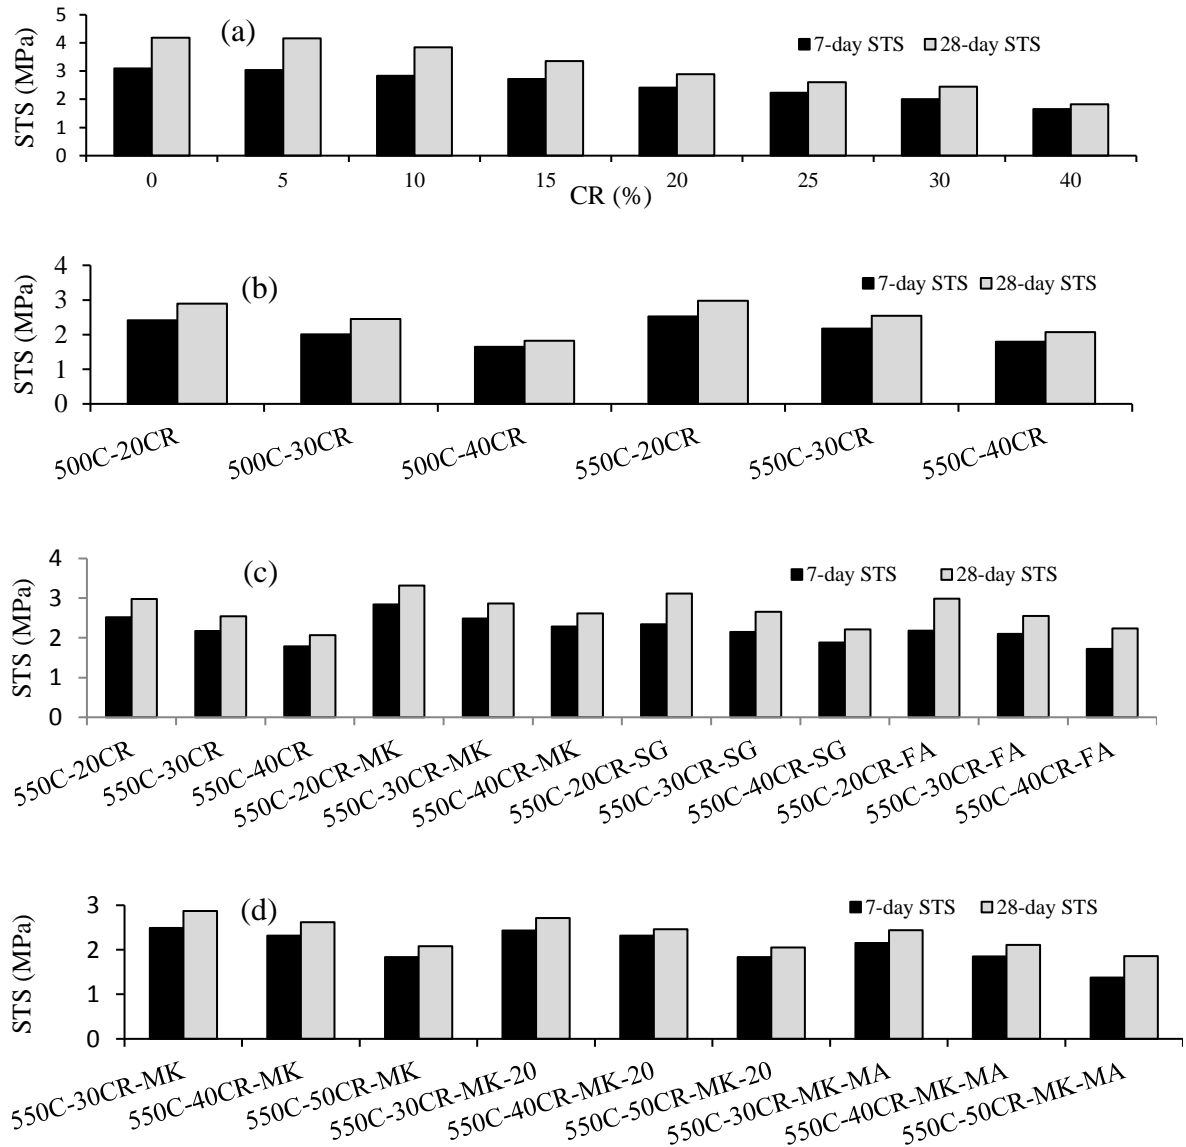 (a)
7-day STS
28-day STS
STS (MPa)
5
4
3
2
1
0
0 5 10 15 20 25 30 40
CR (%)
(b)
7-day STS
28-day STS
STS (MPa)
4
3
2
1
0
500C-20CR
500C-30CR
500C-40CR
550C-20CR
550C-30CR
550C-40CR
(c)
7-day STS
28-day STS
STS (MPa)
4
3
2
1
0
550C-20CR
550C-30CR
550C-40CR
550C-20CR-MK
550C-30CR-MK
550C-40CR-MK
550C-20CR-SG
550C-30CR-SG
550C-40CR-SG
550C-20CR-FA
550C-30CR-FA
550C-40CR-FA
(d)
7-day STS
28-day STS
STS (MPa)
3
2
1
0
550C-30CR-MK
550C-40CR-MK
550C-50CR-MK
550C-30CR-MK-20
550C-40CR-MK-20
550C-50CR-MK-20
550C-30CR-MK-MA
550C-40CR-MK-MA
550C-50CR-MK-MA